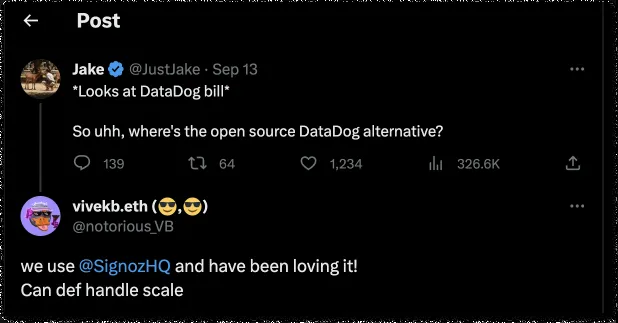 Post
Jake @JustJake · Sep 13
*Looks at DataDog bill*
So uhh, where's the open source DataDog alternative?
139 64 1,234 326.6K
vivekb.eth (😎,😎)
@notorious_VB
we use @SignozHQ and have been loving it!
Can def handle scale